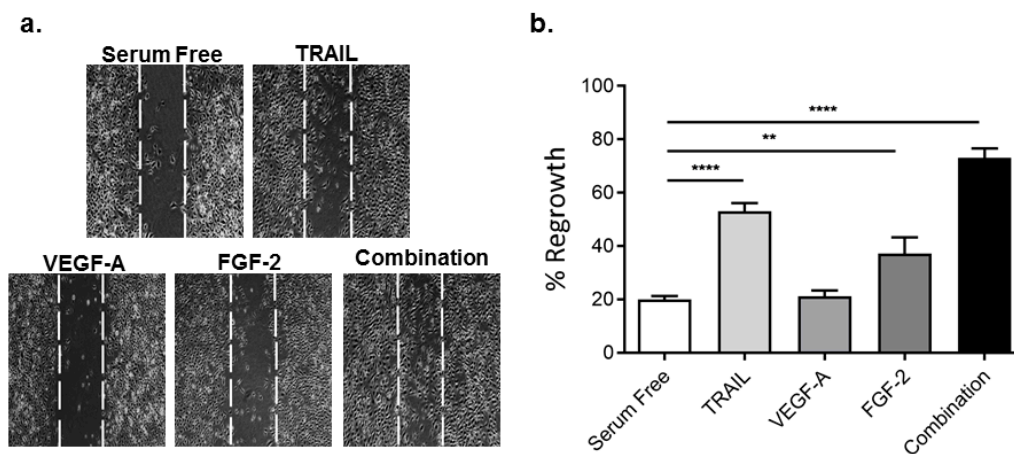 a.
Serum Free
TRAIL
VEGF-A
FGF-2
Combination
b.
% Regrowth
100
80
60
40
20
0
****
**
****
Serum Free
TRAIL
VEGF-A
FGF-2
Combination